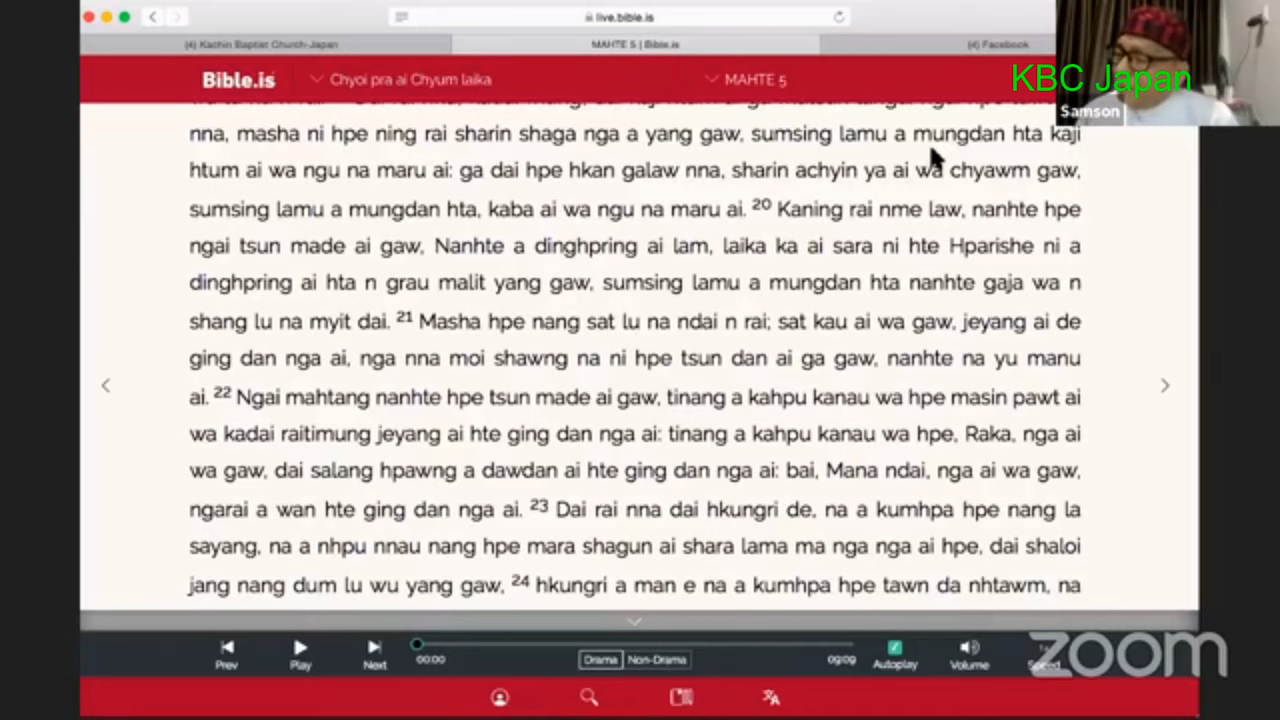 live.bible.is
(4) Kachin Baptist Church-Japan
MAHTE 5 | Bible.is
(4) Facebook
Bible.is
Chyoi pra ai Chyum laika
MAHTE 5
KBC Japan
Samson
nna, masha ni hpe ning rai sharin shaga nga a yang gaw, sumsing lamu a mungdan hta kaji
htum ai wa ngu na maru ai: ga dai hpe hkan galaw nna, sharin achyin ya ai wa chyawm gaw,
sumsing lamu a mungdan hta, kaba ai wa ngu na maru ai. 20 Kaning rai nme law, nanhte hpe
ngai tsun made ai gaw, Nanhte a dinghpring ai lam, laika ka ai sara ni hte Hparishe ni a
dinghpring ai hta n grau malit yang gaw, sumsing lamu a mungdan hta nanhte gaja wa n
shang lu na myit dai. 21 Masha hpe nang sat lu na ndai n rai; sat kau ai wa gaw, jeyang ai de
ging dan nga ai, nga nna moi shawng na ni hpe tsun dan ai ga gaw, nanhte na yu manu
ai. 22 Ngai mahtang nanhte hpe tsun made ai gaw, tinang a kahpu kanau wa hpe masin pawt ai
wa kadai raitimung jeyang ai hte ging dan nga ai: tinang a kahpu kanau wa hpe, Raka, nga ai
wa gaw, dai salang hpawng a dawdan ai hte ging dan nga ai: bai, Mana ndai, nga ai wa gaw,
ngarai a wan hte ging dan nga ai. 23 Dai rai nna dai hkungri de, na a kumhpa hpe nang la
sayang, na a nhpu nnau nang hpe mara shagun ai shara lama ma nga nga ai hpe, dai shaloi
jang nang dum lu wu yang gaw, 24 hkungri a man e na a kumhpa hpe tawn da nhtawm, na
Prev
Play
Next
00:00
Drama
Non-Drama
09:09
Autoplay
Volume
Speed
zoom